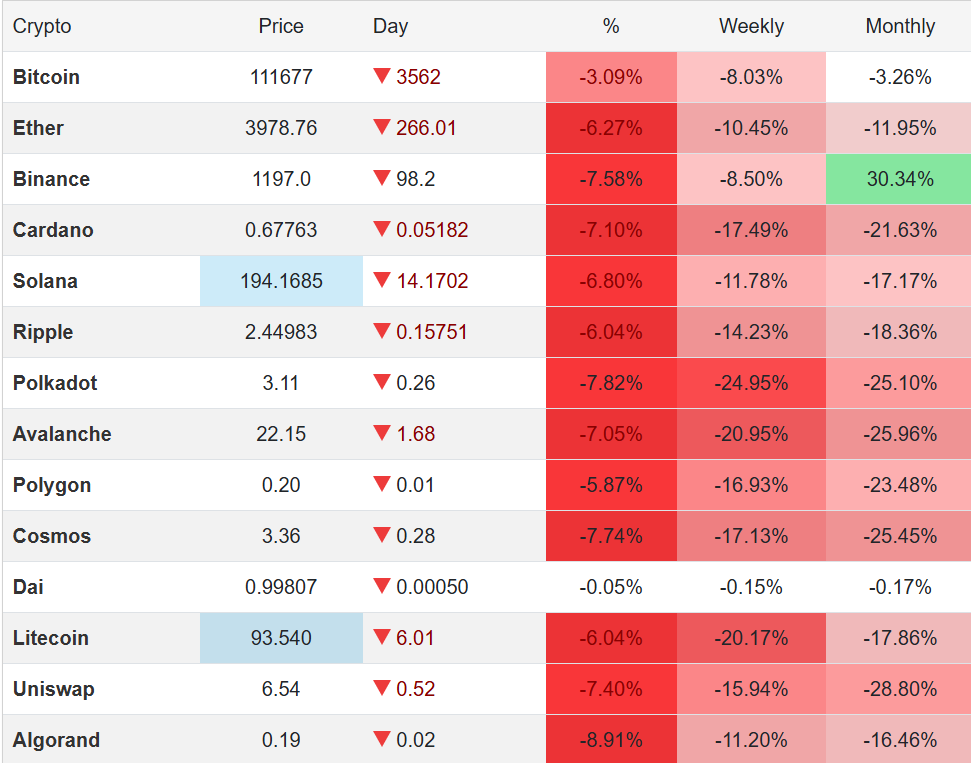 Crypto Price Day % Weekly Monthly
Bitcoin 111677 ▼ 3562 -3.09% -8.03% -3.26%
Ether 3978.76 ▼ 266.01 -6.27% -10.45% -11.95%
Binance 1197.0 ▼ 98.2 -7.58% -8.50% 30.34%
Cardano 0.67763 ▼ 0.05182 -7.10% -17.49% -21.63%
Solana 194.1685 ▼ 14.1702 -6.80% -11.78% -17.17%
Ripple 2.44983 ▼ 0.15751 -6.04% -14.23% -18.36%
Polkadot 3.11 ▼ 0.26 -7.82% -24.95% -25.10%
Avalanche 22.15 ▼ 1.68 -7.05% -20.95% -25.96%
Polygon 0.20 ▼ 0.01 -5.87% -16.93% -23.48%
Cosmos 3.36 ▼ 0.28 -7.74% -17.13% -25.45%
Dai 0.99807 ▼ 0.00050 -0.05% -0.15% -0.17%
Litecoin 93.540 ▼ 6.01 -6.04% -20.17% -17.86%
Uniswap 6.54 ▼ 0.52 -7.40% -15.94% -28.80%
Algorand 0.19 ▼ 0.02 -8.91% -11.20% -16.46%